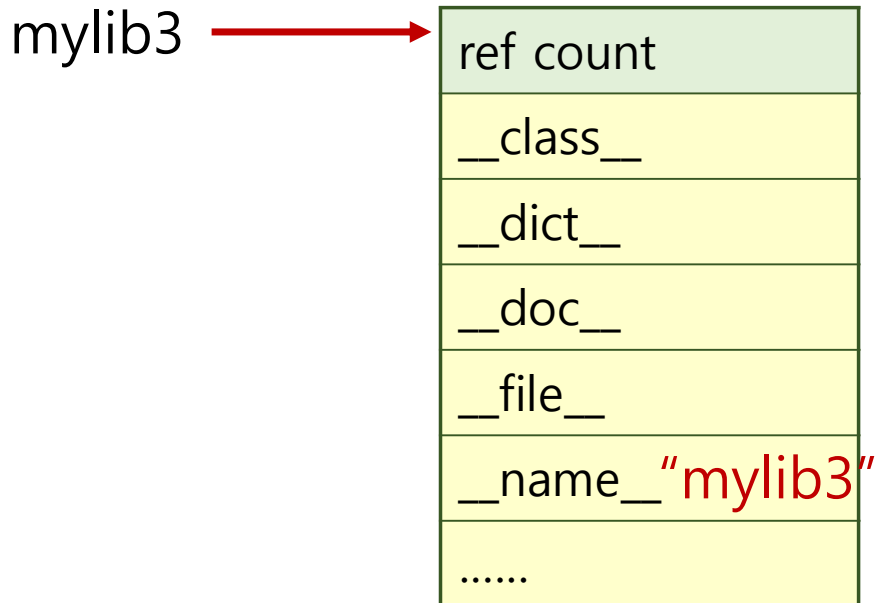 mylib3
ref count
__class__
__dict__
__doc__
__file__
__name__“mylib3”
......